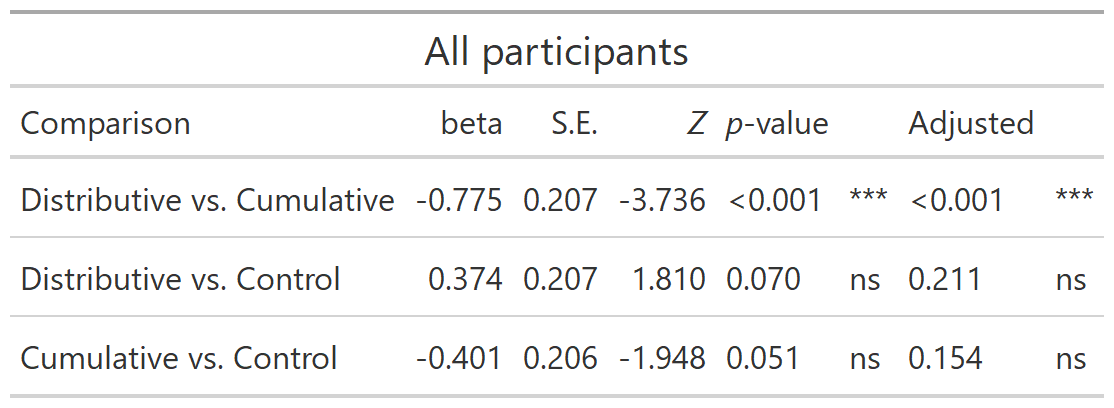 All participants
Comparison beta S.E. Z p-value Adjusted
Distributive vs. Cumulative -0.775 0.207 -3.736 <0.001 *** <0.001 ***
Distributive vs. Control 0.374 0.207 1.810 0.070 ns 0.211 ns
Cumulative vs. Control -0.401 0.206 -1.948 0.051 ns 0.154 ns